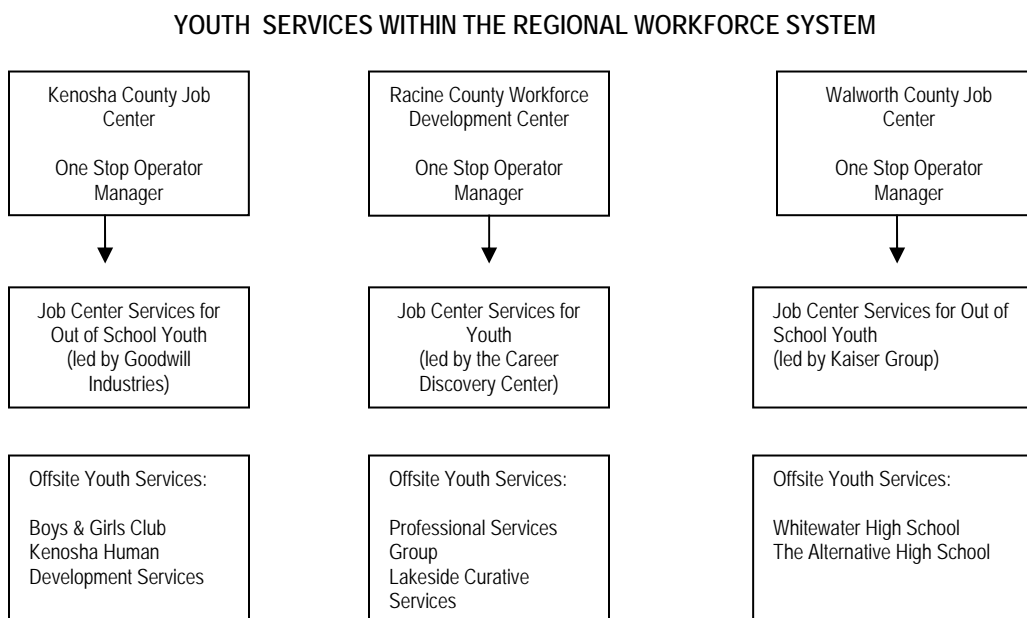 YOUTH SERVICES WITHIN THE REGIONAL WORKFORCE SYSTEM
Kenosha County Job
Center
One Stop Operator
Manager
Racine County Workforce
Development Center
One Stop Operator
Manager
Walworth County Job
Center
One Stop Operator
Manager
Job Center Services for
Out of School Youth
(led by Goodwill
Industries)
Job Center Services for
Youth
(led by the Career
Discovery Center)
Job Center Services for Out of
School Youth
(led by Kaiser Group)
Offsite Youth Services:
Boys & Girls Club
Kenosha Human
Development Services
Offsite Youth Services:
Professional Services
Group
Lakeside Curative
Services
Offsite Youth Services:
Whitewater High School
The Alternative High School